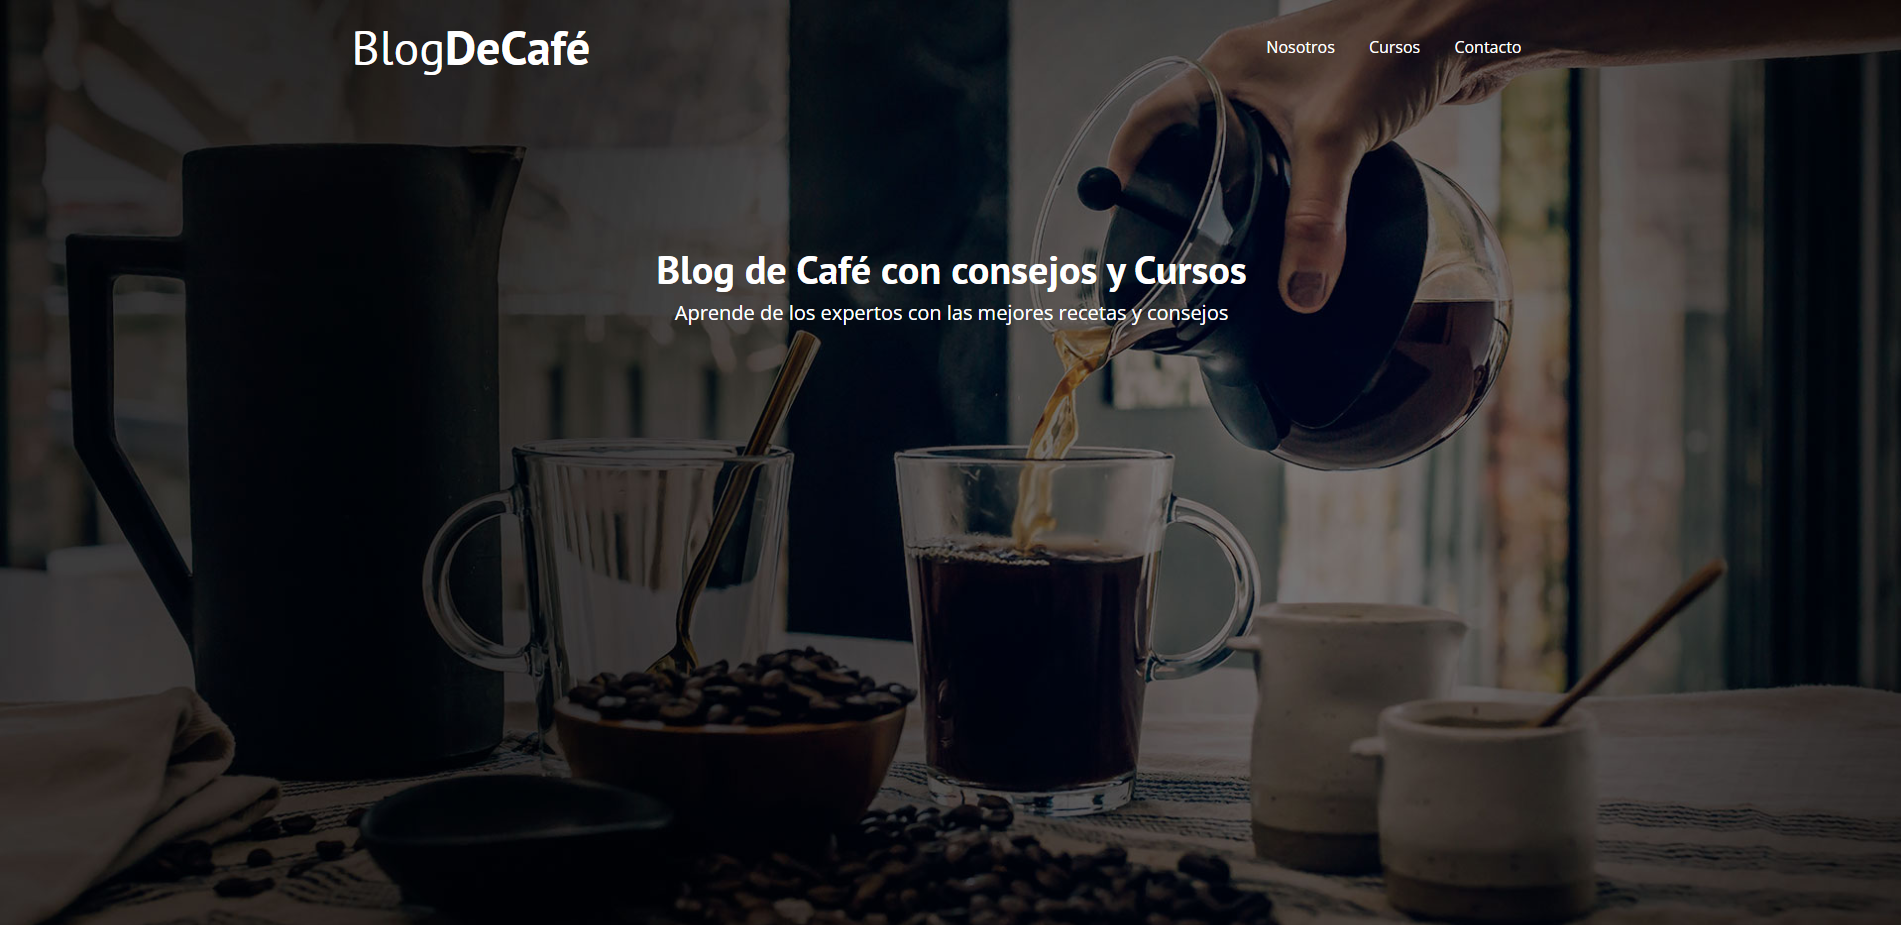 BlogDeCafé
Nosotros Cursos Contacto
Blog de Café con consejos y Cursos
Aprende de los expertos con las mejores recetas y consejos